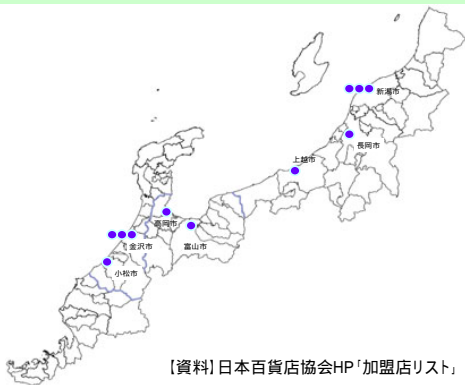 新潟市
長岡市
上越市
高岡市
富山市
金沢市
小松市
【資料】日本百貨店協会HP「加盟店リスト」